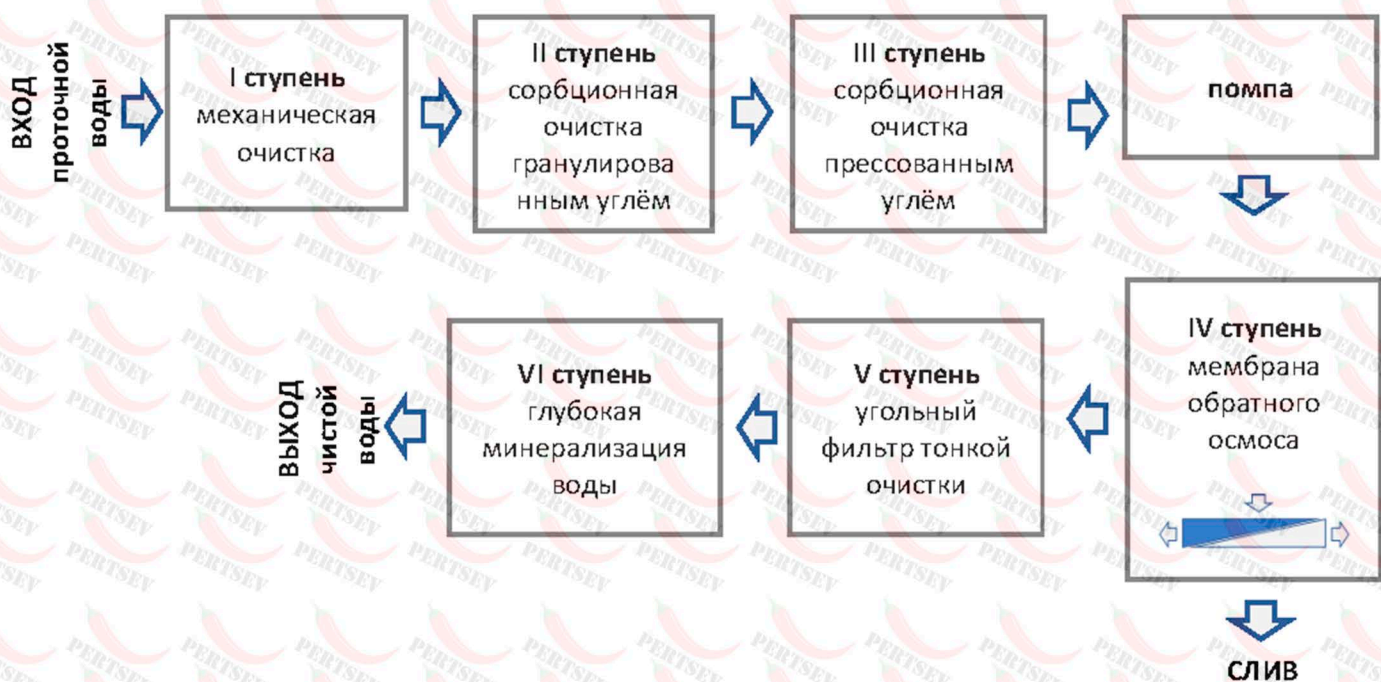 ВХОД
проточной
воды
I ступень
механическая
очистка
II ступень
сорбционная
очистка
гранулирова
нным углём
III ступень
сорбционная
очистка
прессованным
углём
помпа
IV ступень
мембрана
обратного
осмоса
V ступень
угольный
фильтр тонкой
очистки
VI ступень
глубокая
минерализация
воды
ВЫХОД
чистой
воды
СЛИВ
PERTSEV